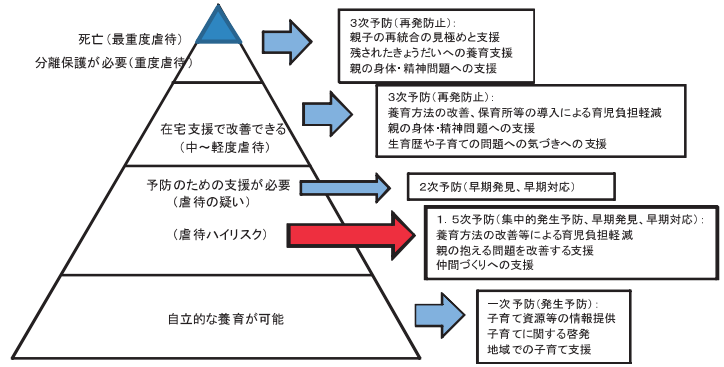 死亡(最重度虐待)
分離保護が必要(重度虐待)
3次予防(再発防止):
親子の再統合の見極めと支援
残されたきょうだいへの養育支援
親の身体・精神問題への支援
在宅支援で改善できる
(中～軽度虐待)
3次予防(再発防止):
養育方法の改善、保育所等の導入による育児負担軽減
親の身体・精神問題への支援
生育歴や子育ての問題への気づきへの支援
予防のための支援が必要
(虐待の疑い)
2次予防(早期発見、早期対応)
(虐待ハイリスク)
1.5次予防(集中的発生予防、早期発見、早期対応):
養育方法の改善等による育児負担軽減
親の抱える問題を改善する支援
仲間づくりへの支援
自立的な養育が可能
一次予防(発生予防):
子育て資源等の情報提供
子育てに関する啓発
地域での子育て支援